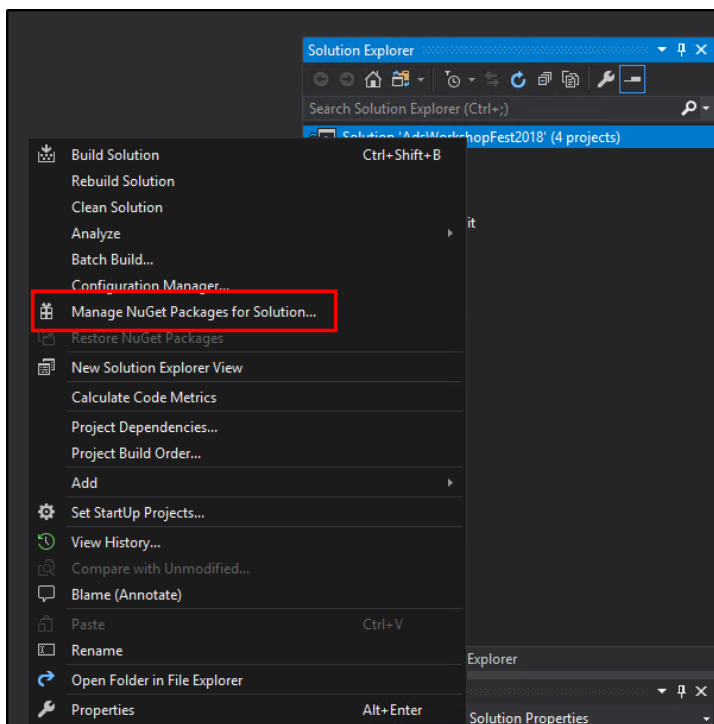 Solution Explorer
Search Solution Explorer (Ctrl+;)
Solution 'AdsWorkshopFest2018' (4 projects)
Build Solution Ctrl+Shift+B
Rebuild Solution
Clean Solution
it
Analyze
Batch Build...
Configuration Manager...
Manage NuGet Packages for Solution...
Restore NuGet Packages
New Solution Explorer View
Calculate Code Metrics
Project Dependencies...
Project Build Order...
Add
Set StartUp Projects...
View History...
Compare with Unmodified...
Blame (Annotate)
Paste Ctrl+V
Rename
Explorer
Open Folder in File Explorer
Properties Alt+Enter
Solution Properties